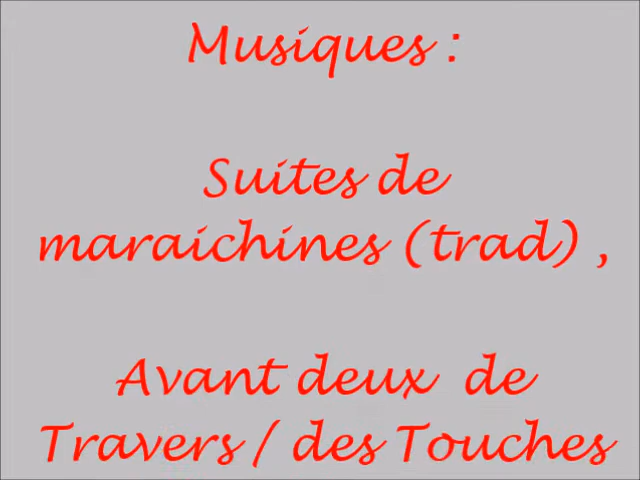 Musiques :
Suites de
maraichines (trad) ,
Avant deux de
Travers / des Touches